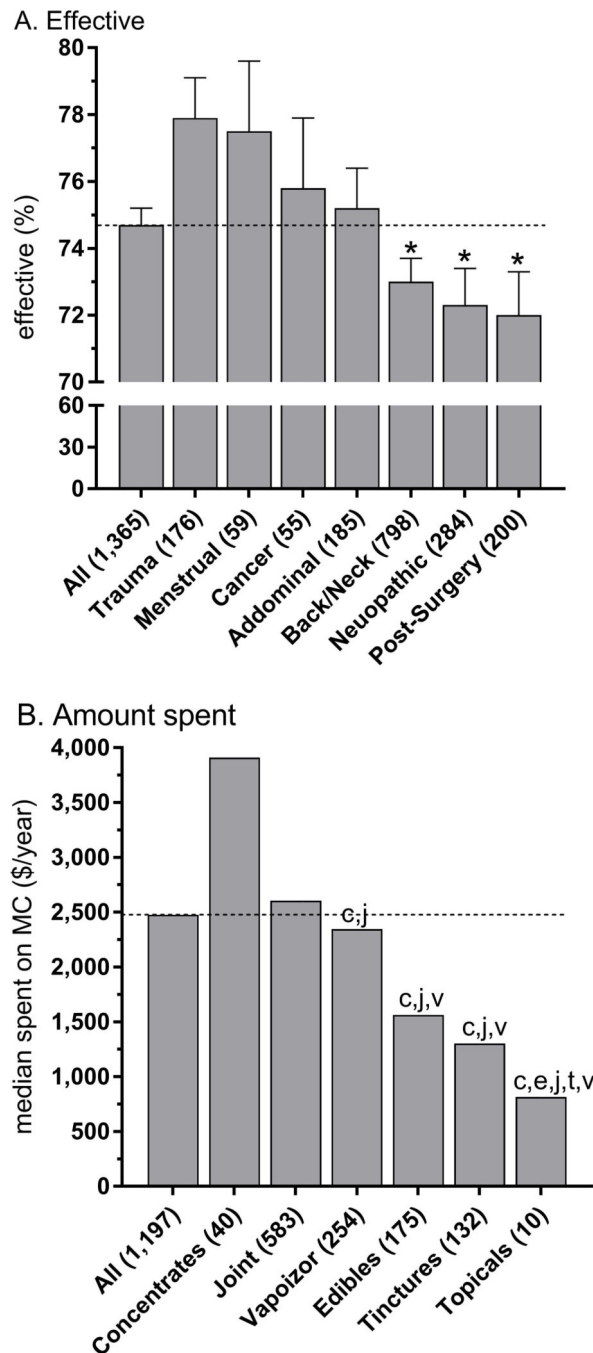 A. Effective
effective (%)
80
78
76
74
72
70
60
30
0
* * *
All (1,365)
Trauma (176)
Menstrual (59)
Cancer (55)
Addominal (185)
Back/Neck (798)
Neuopathic (284)
Post-Surgery (200)
B. Amount spent
median spent on MC ($/year)
4,000
3,500
3,000
2,500
2,000
1,500
1,000
500
0
c,j
c,j,v
c,j,v
c,e,j,t,v
All (1,197)
Concentrates (40)
Joint (583)
Vapoizor (254)
Edibles (175)
Tinctures (132)
Topicals (10)